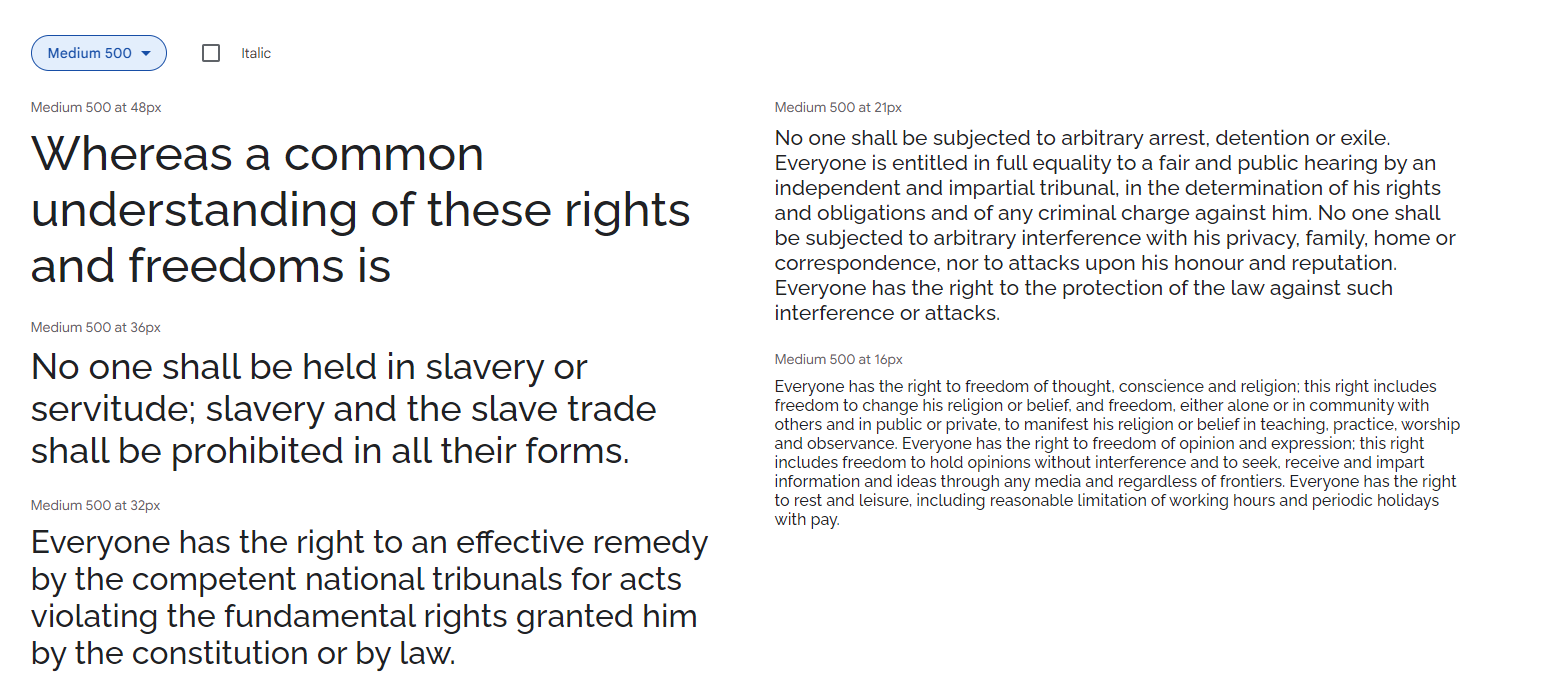 Medium 500
Italic
Medium 500 at 48px
Whereas a common
understanding of these rights
and freedoms is
Medium 500 at 36px
No one shall be held in slavery or
servitude; slavery and the slave trade
shall be prohibited in all their forms.
Medium 500 at 32px
Everyone has the right to an effective remedy
by the competent national tribunals for acts
violating the fundamental rights granted him
by the constitution or by law.
Medium 500 at 21px
No one shall be subjected to arbitrary arrest, detention or exile.
Everyone is entitled in full equality to a fair and public hearing by an
independent and impartial tribunal, in the determination of his rights
and obligations and of any criminal charge against him. No one shall
be subjected to arbitrary interference with his privacy, family, home or
correspondence, nor to attacks upon his honour and reputation.
Everyone has the right to the protection of the law against such
interference or attacks.
Medium 500 at 16px
Everyone has the right to freedom of thought, conscience and religion; this right includes
freedom to change his religion or belief, and freedom, either alone or in community with
others and in public or private, to manifest his religion or belief in teaching, practice, worship
and observance. Everyone has the right to freedom of opinion and expression; this right
includes freedom to hold opinions without interference and to seek, receive and impart
information and ideas through any media and regardless of frontiers. Everyone has the right
to rest and leisure, including reasonable limitation of working hours and periodic holidays
with pay.